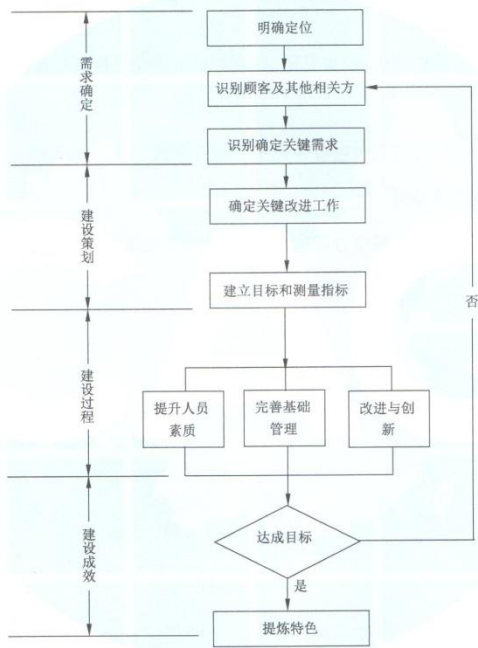 明确定位
需求确定
识别顾客及其他相关方
识别确定关键需求
建设策划
确定关键改进工作
建立目标和测量指标
否
建设过程
提升人员
素质
完善基础
管理
改进与创
新
建设成效
达成目标
是
提炼特色